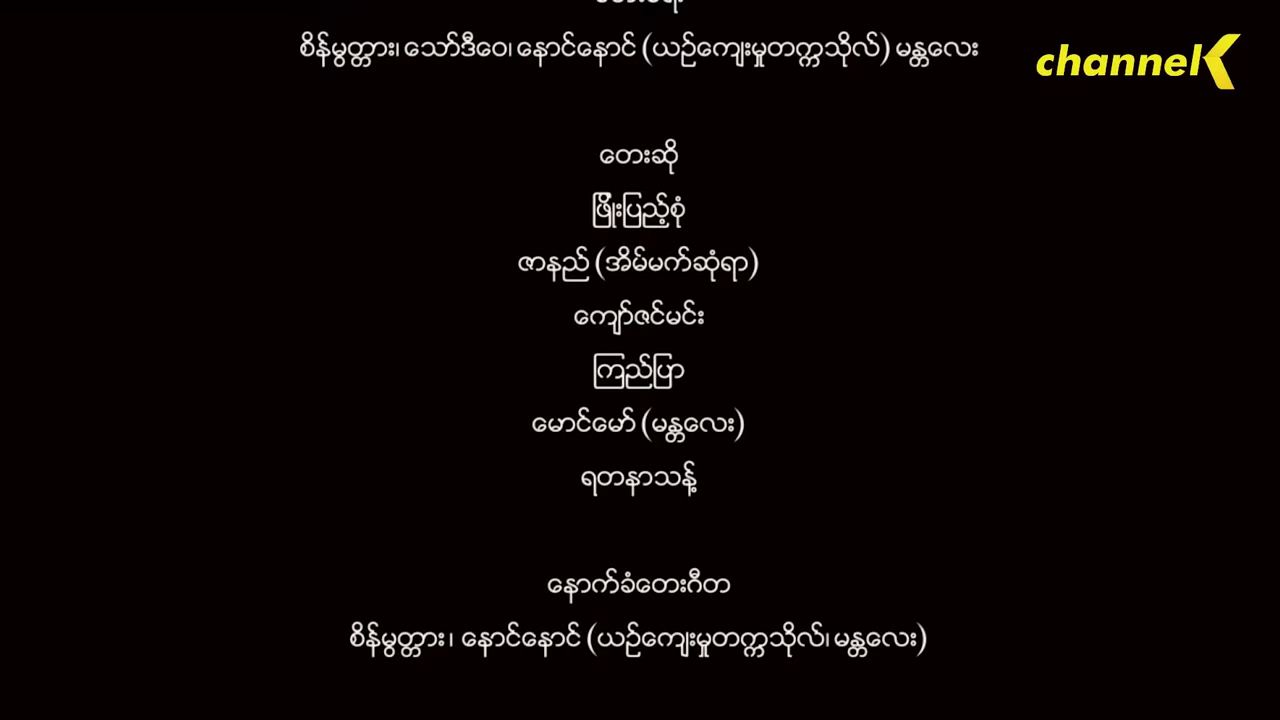 စိန်မွတ္တား၊ သော်ဒီဝေ၊ နောင်နောင် (ယဉ်ကျေးမှုတက္ကသိုလ်) မန္တလေး
channelK
တေးဆို
ဖြိုးပြည့်စုံ
ဇာနည် (အိမ်မက်ဆုံရာ)
ကျော်ဇင်မင်း
ကြည်ပြာ
မောင်မော် (မန္တလေး)
ရတနာသန့်
နောက်ခံတေးဂီတ
စိန်မွတ္တား ၊ နောင်နောင် (ယဉ်ကျေးမှုတက္ကသိုလ်၊ မန္တလေး)